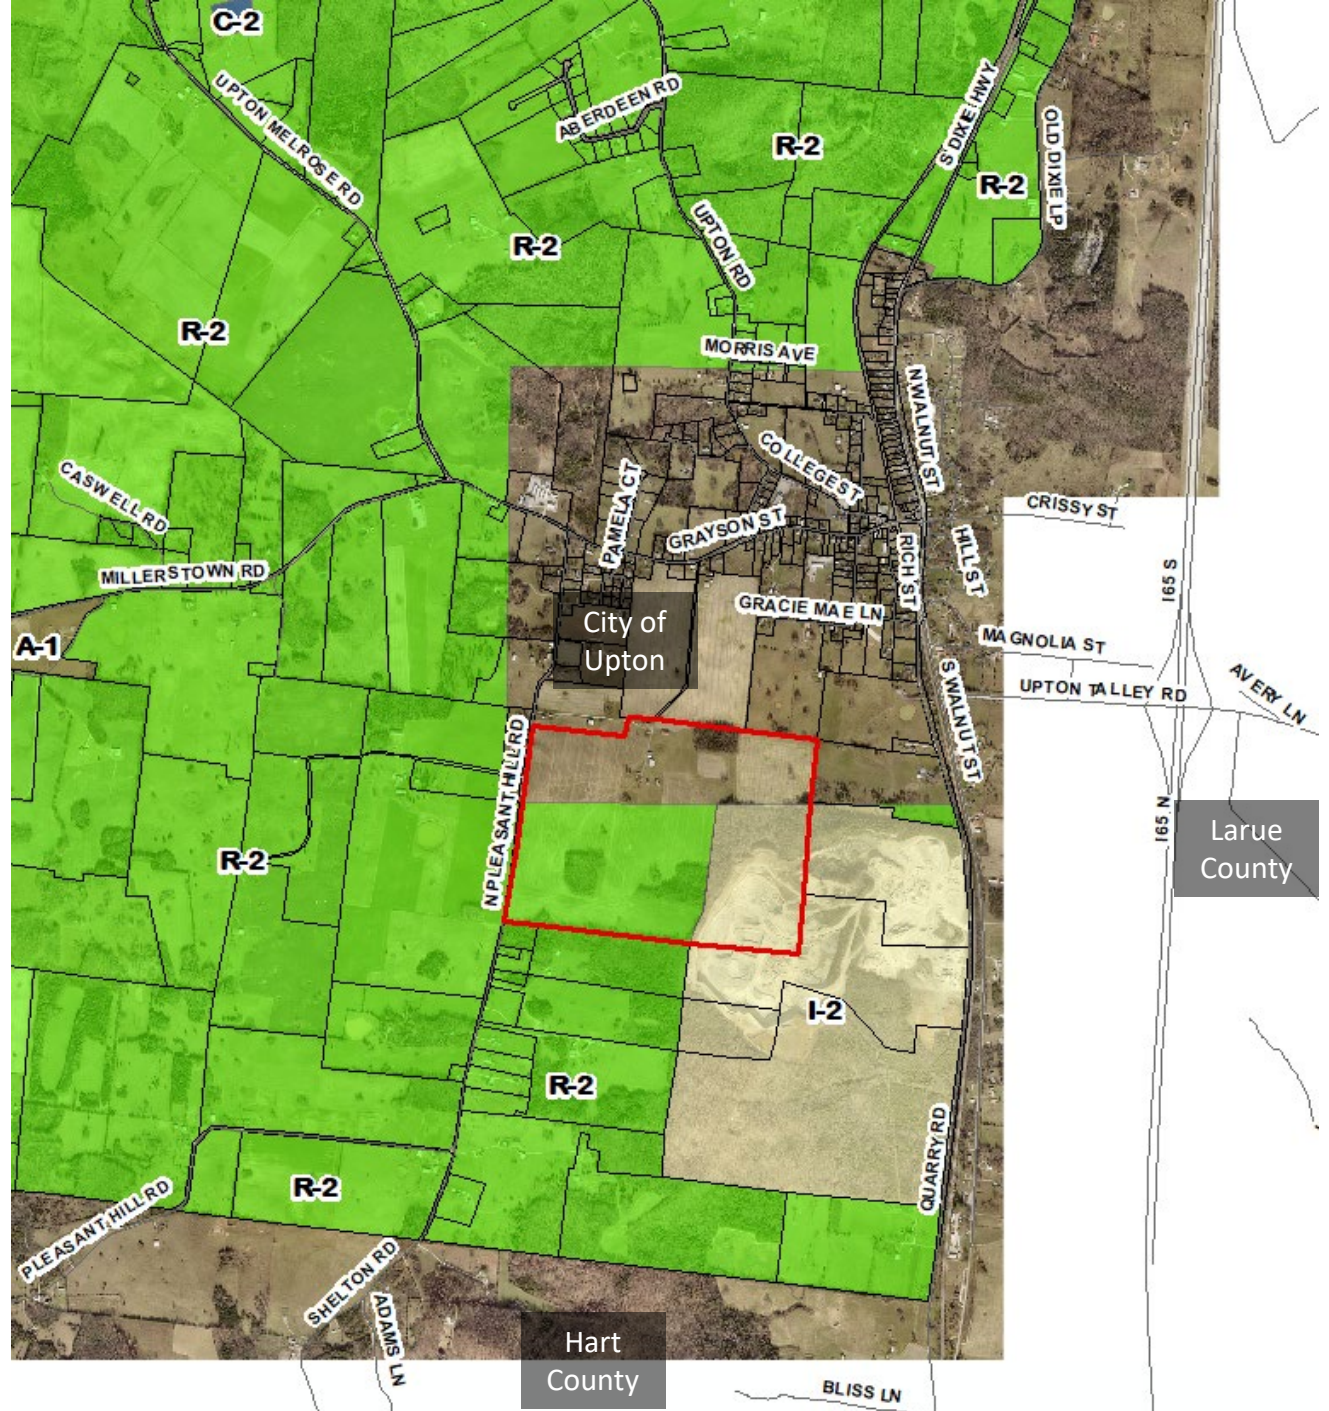 C-2
UPTON MELROSE RD
ABERDEEN RD
R-2
S DIXIE HWY
OLD DIXIE LP
R-2
R-2
UPTON RD
R-2
MORRIS AVE
N WALNUT ST
COLLEGE ST
CASWELL RD
PAMELA CT
GRAYSON ST
CRISSY ST
HILL ST
RICH ST
MILLERSTOWN RD
I65 S
GRACIE MAE LN
City of
Upton
A-1
MAGNOLIA ST
UPTON TALLEY RD
AVERY LN
S WALNUT ST
N PLEASANT HILL RD
I65 N
Larue
County
R-2
I-2
R-2
QUARRY RD
R-2
PLEASANT HILL RD
SHELTON RD
ADAMS LN
Hart
County
BLISS LN